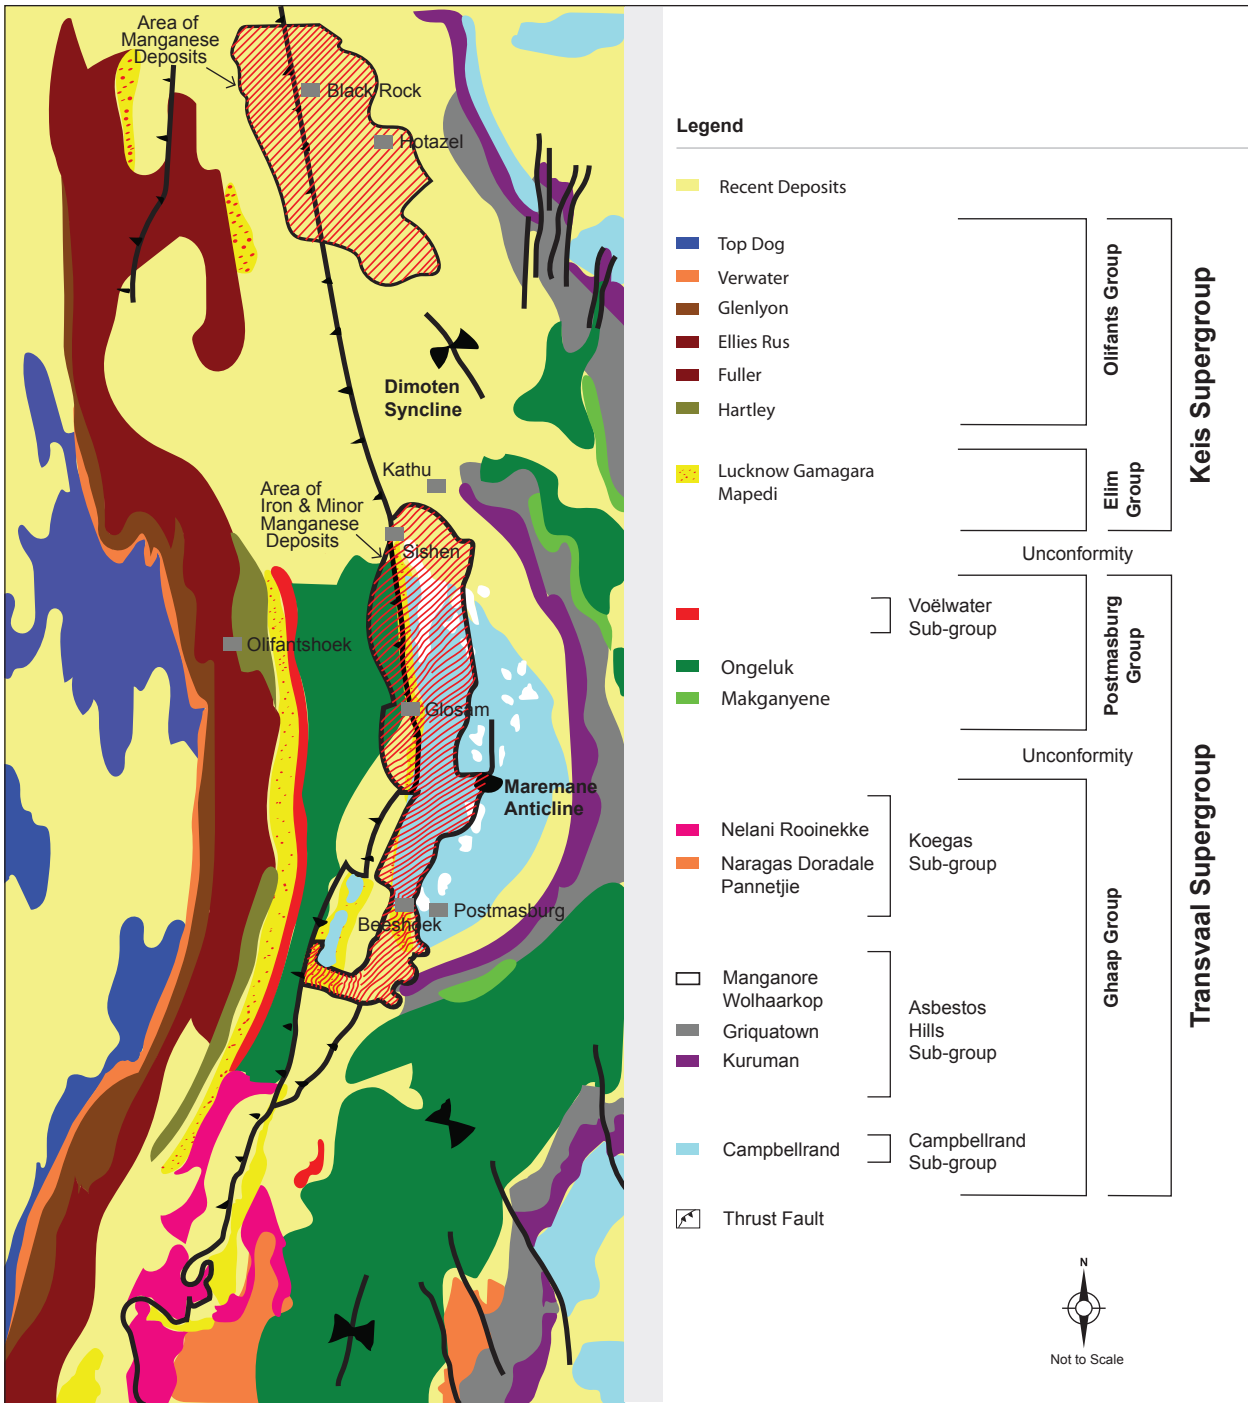 Area of
Manganese
Deposits
Black Rock
Hotazel
Dimoten
Syncline
Kathu
Area of
Iron & Minor
Manganese
Deposits
Sishen
Olifantshoek
Glosam
Maremane
Anticline
Beeshoek
Postmasburg
Legend
Recent Deposits
Top Dog
Verwater
Glenlyon
Ellies Rus
Fuller
Hartley
Olifants Group
Lucknow Gamagara
Mapedi
Elim
Group
Keis Supergroup
Unconformity
Voëlwater
Sub-group
Ongeluk
Makganyene
Postmasburg
Group
Unconformity
Nelani Rooinekke
Naragas Doradale
Pannetjie
Koegas
Sub-group
Manganore
Wolhaarkop
Griquatown
Kuruman
Asbestos
Hills
Sub-group
Campbellrand
Campbellrand
Sub-group
Ghaap Group
Transvaal Supergroup
Thrust Fault
N
Not to Scale